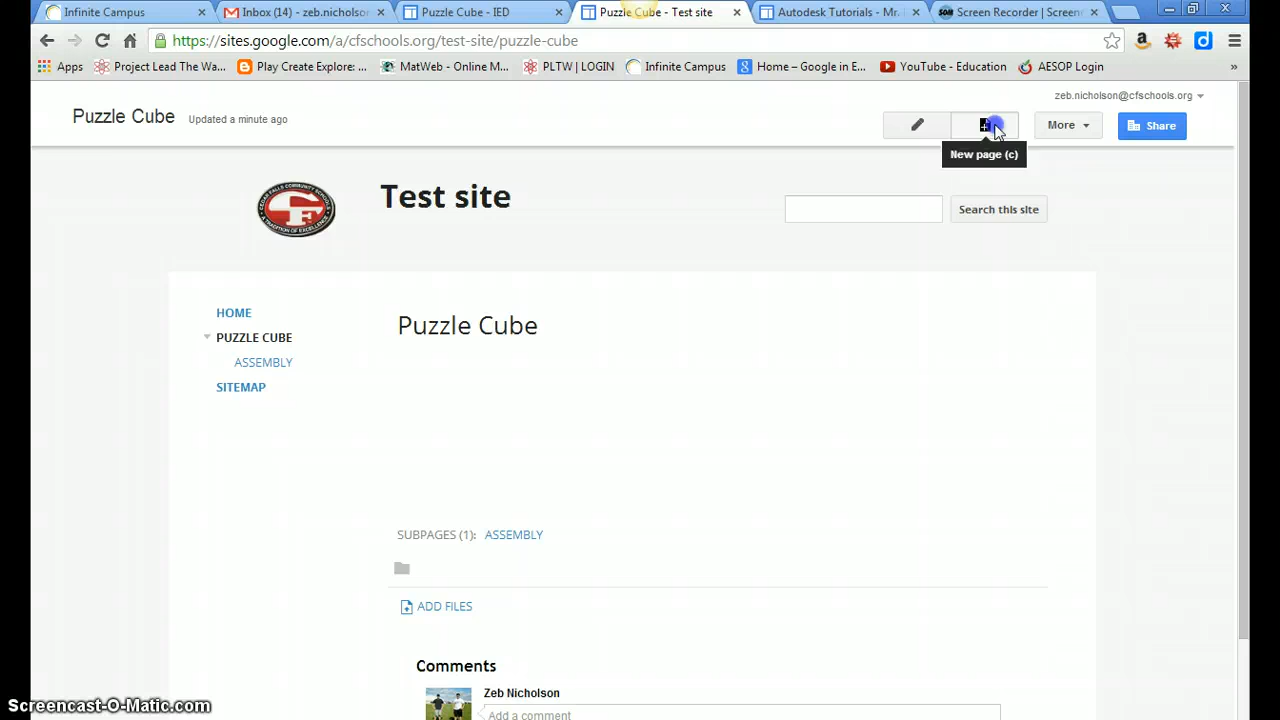 Infinite Campus
Inbox (14) - zeb.nicholson
Puzzle Cube - IED
Puzzle Cube - Test site
Autodesk Tutorials - Mr.
Screen Recorder | Screen
https://sites.google.com/a/cfschools.org/test-site/puzzle-cube
Apps
Project Lead The Wa...
Play Create Explore: ...
MatWeb - Online M...
PLTW | LOGIN
Infinite Campus
Home – Google in E...
YouTube - Education
AESOP Login
»
zeb.nicholson@cfschools.org
Puzzle Cube
Updated a minute ago
More
Share
New page (c)
Test site
Search this site
HOME
PUZZLE CUBE
ASSEMBLY
SITEMAP
Puzzle Cube
SUBPAGES (1): ASSEMBLY
ADD FILES
Comments
Zeb Nicholson
Add a comment
Screencast-O-Matic.com